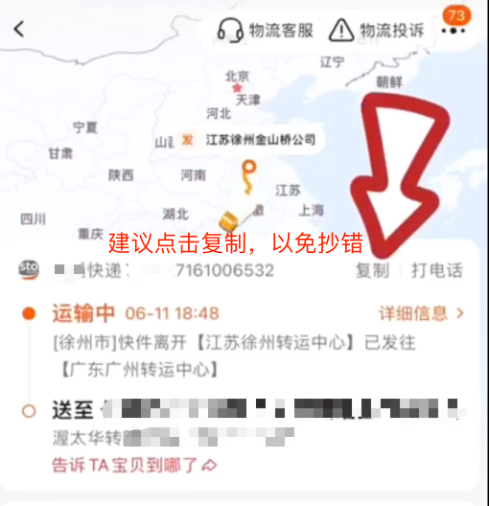 物流客服 物流投诉 73
辽宁
北京
朝鲜
天津
河北
宁夏
山 发 江苏徐州金山桥公司
甘肃
陕西 河南
江苏
湖北 上海
四川
重庆
建议点击复制，以免抄错
sto 快递： 7161006532 复制 打电话
运输中 06-11 18:48 详细信息
[徐州市]快件离开【江苏徐州转运中心】已发往
【广东广州转运中心】
送至
渥太华转
告诉TA宝贝到哪了